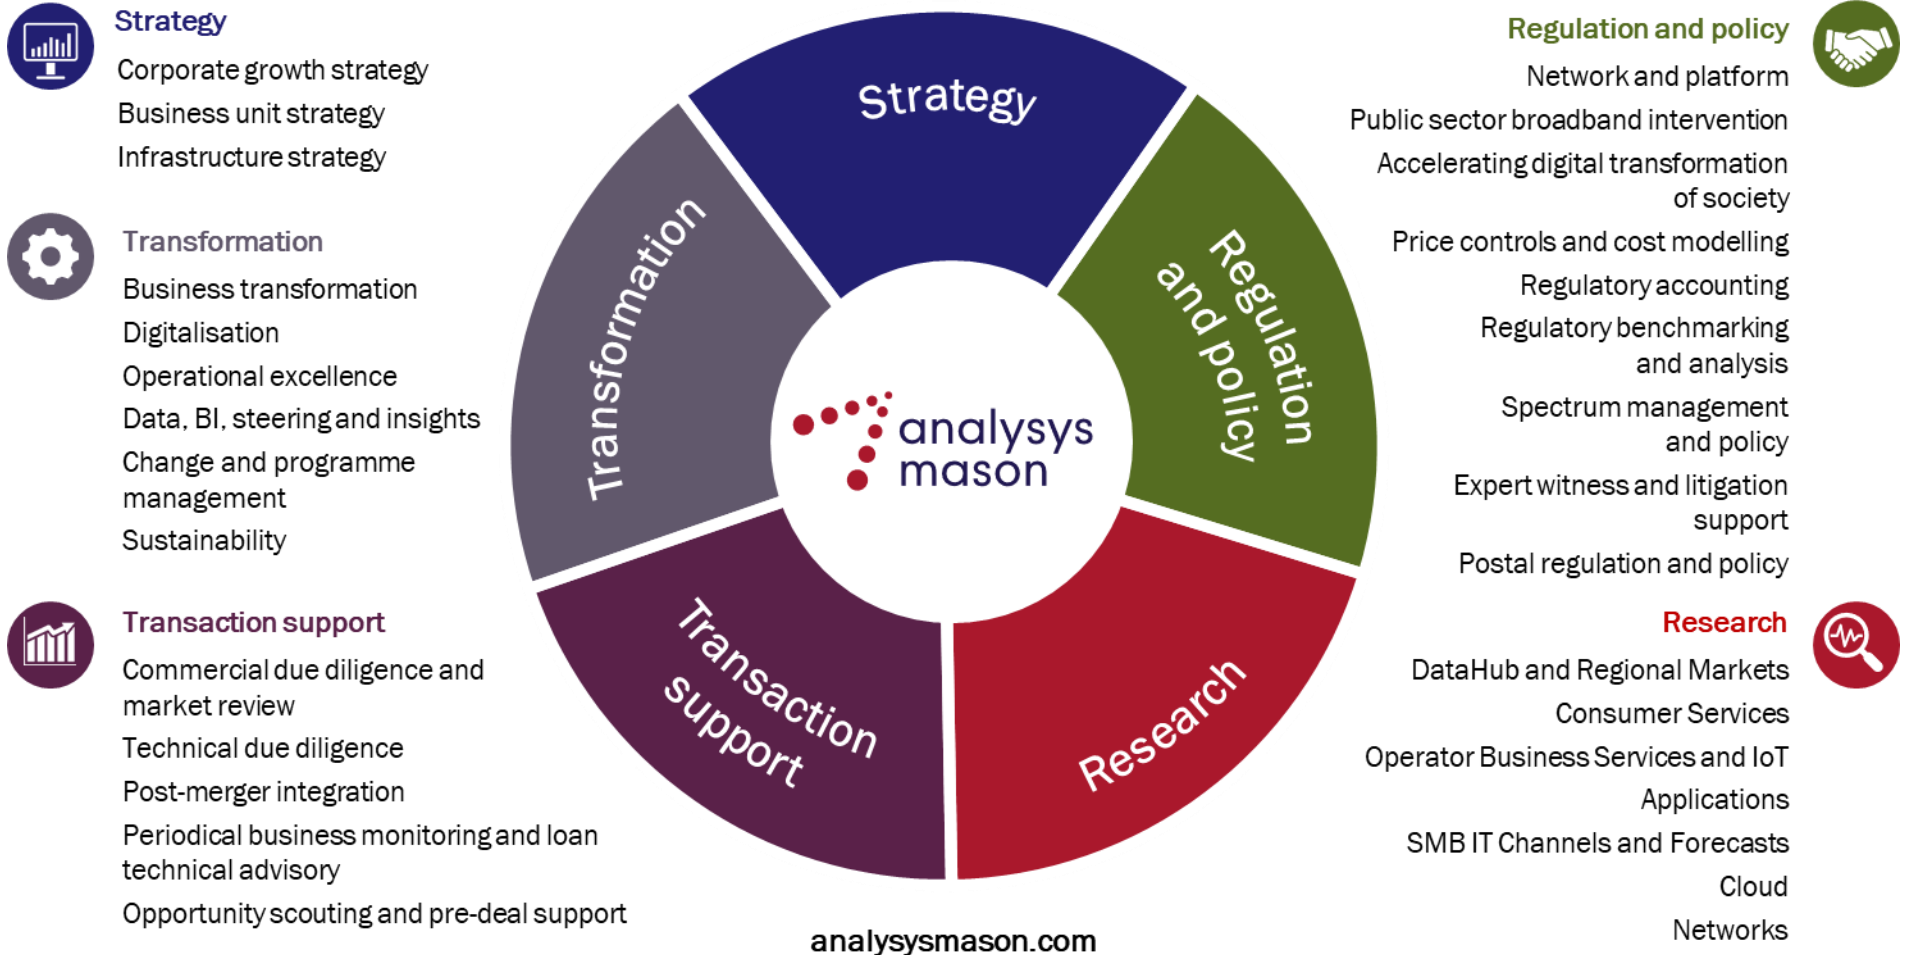 Strategy
Corporate growth strategy
Business unit strategy
Infrastructure strategy
Transformation
Business transformation
Digitalisation
Operational excellence
Data, BI, steering and insights
Change and programme
management
Sustainability
Transaction support
Commercial due diligence and
market review
Technical due diligence
Post-merger integration
Periodical business monitoring and loan
technical advisory
Opportunity scouting and pre-deal support
Strategy
Regulation
and policy
Research
Transaction
support
Transformation
analysys
mason
analysysmason.com
Regulation and policy
Network and platform
Public sector broadband intervention
Accelerating digital transformation
of society
Price controls and cost modelling
Regulatory accounting
Regulatory benchmarking
and analysis
Spectrum management
and policy
Expert witness and litigation
support
Postal regulation and policy
Research
DataHub and Regional Markets
Consumer Services
Operator Business Services and IoT
Applications
SMB IT Channels and Forecasts
Cloud
Networks